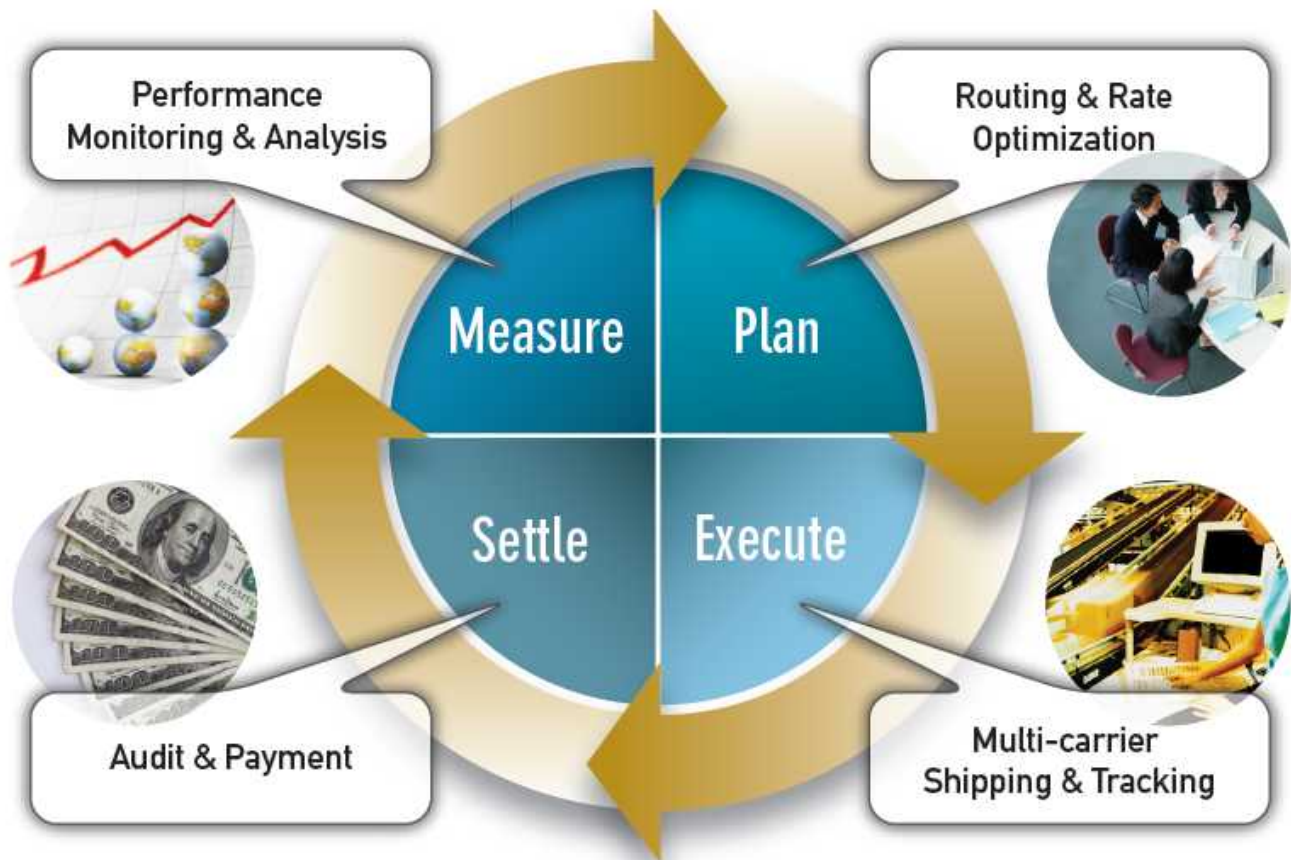 Performance
Monitoring & Analysis
Routing & Rate
Optimization
Measure
Plan
Settle
Execute
Audit & Payment
Multi-carrier
Shipping & Tracking